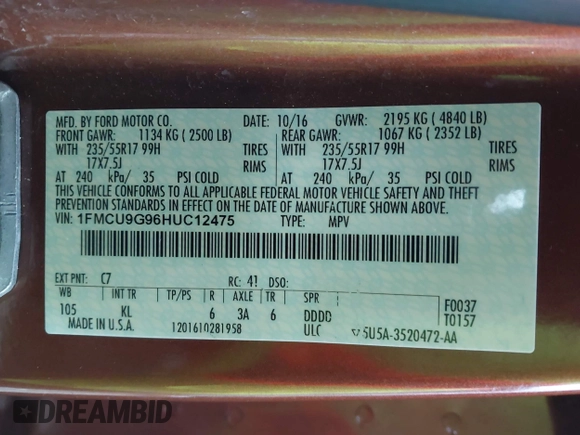 MFD. BY FORD MOTOR CO. DATE: 10/16 GVWR: 2195 KG (4840 LB)
FRONT GAWR: 1134 KG (2500 LB) REAR GAWR: 1067 KG (2352 LB)
WITH 235/55R17 99H TIRES WITH 235/55R17 99H TIRES
17X7.5J RIMS 17X7.5J RIMS
AT 240 kPa/ 35 PSI COLD AT 240 kPa/ 35 PSI COLD
THIS VEHICLE CONFORMS TO ALL APPLICABLE FEDERAL MOTOR VEHICLE SAFETY AND THEFT
PREVENTION STANDARDS IN EFFECT ON THE DATE OF MANUFACTURE SHOWN ABOVE.
VIN: 1FMCU9G96HUC12475 TYPE: MPV
EXT PNT: C7 RC: 41 DSO:
WB INT TR TP/PS R AXLE TR SPR F0037
105 KL 6 3A 6 DDDD T0157
MADE IN U.S.A. 1201610281958 ULC 5U5A-3520472-AA
DREAMBID